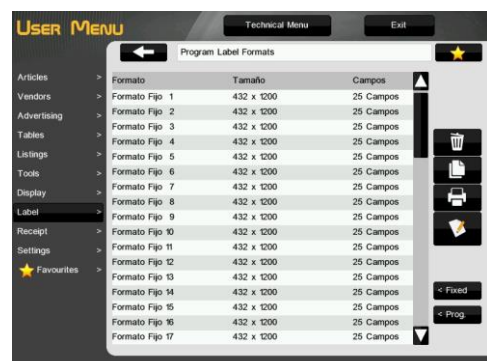 USER MENU
Technical Menu
Exit
Program Label Formats
Articles >
Vendors >
Advertising >
Tables >
Listings >
Tools >
Display >
Label >
Receipt >
Settings >
Favourites >
Formato Tamaño Campos
Formato Fijo 1 432 x 1200 25 Campos
Formato Fijo 2 432 x 1200 25 Campos
Formato Fijo 3 432 x 1200 25 Campos
Formato Fijo 4 432 x 1200 25 Campos
Formato Fijo 5 432 x 1200 25 Campos
Formato Fijo 6 432 x 1200 25 Campos
Formato Fijo 7 432 x 1200 25 Campos
Formato Fijo 8 432 x 1200 25 Campos
Formato Fijo 9 432 x 1200 25 Campos
Formato Fijo 10 432 x 1200 25 Campos
Formato Fijo 11 432 x 1200 25 Campos
Formato Fijo 12 432 x 1200 25 Campos
Formato Fijo 13 432 x 1200 25 Campos
Formato Fijo 14 432 x 1200 25 Campos
Formato Fijo 15 432 x 1200 25 Campos
Formato Fijo 16 432 x 1200 25 Campos
Formato Fijo 17 432 x 1200 25 Campos
< Fixed
< Prog.